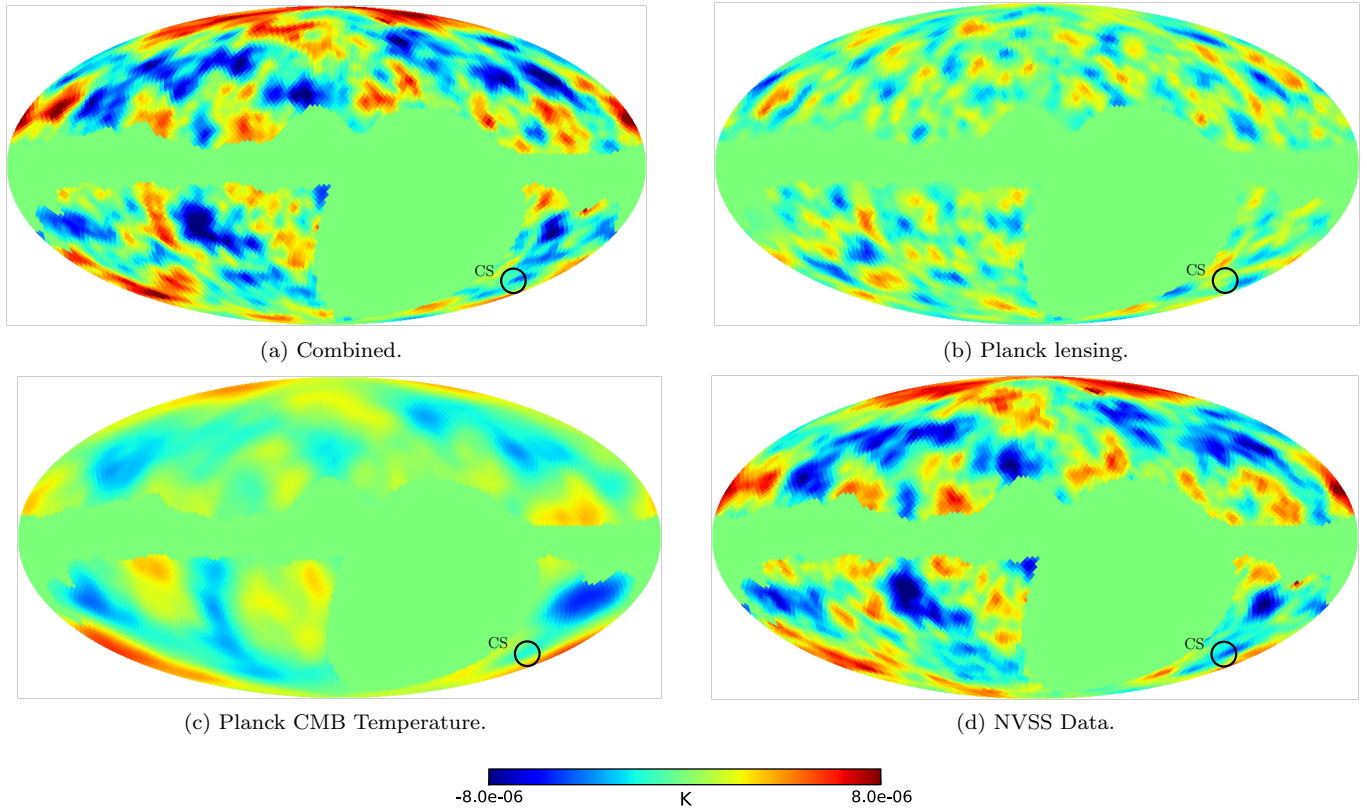 CS
CS
(a) Combined.
(b) Planck lensing.
CS
CS
(c) Planck CMB Temperature.
(d) NVSS Data.
-8.0e-06
K
8.0e-06